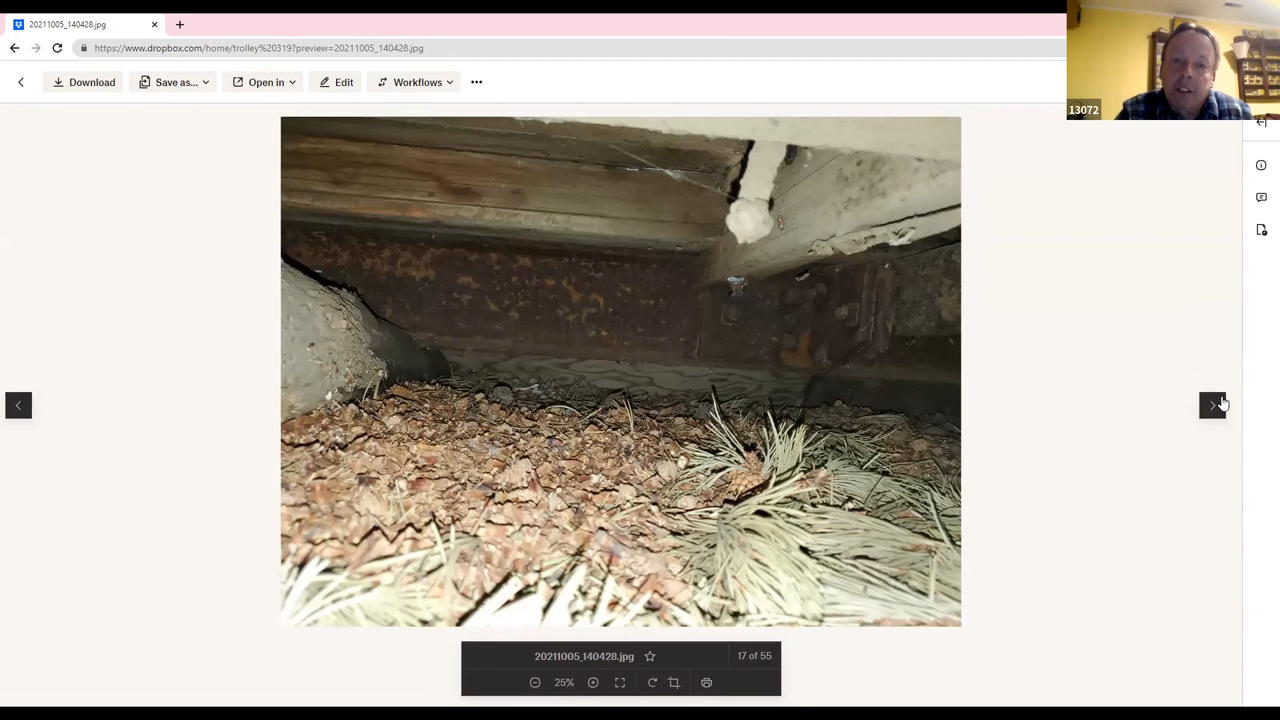 20211005_140428.jpg
https://www.dropbox.com/home/trolley%20319?preview=20211005_140428.jpg
Download Save as... Open in Edit Workflows
13072
20211005_140428.jpg 17 of 55
25%